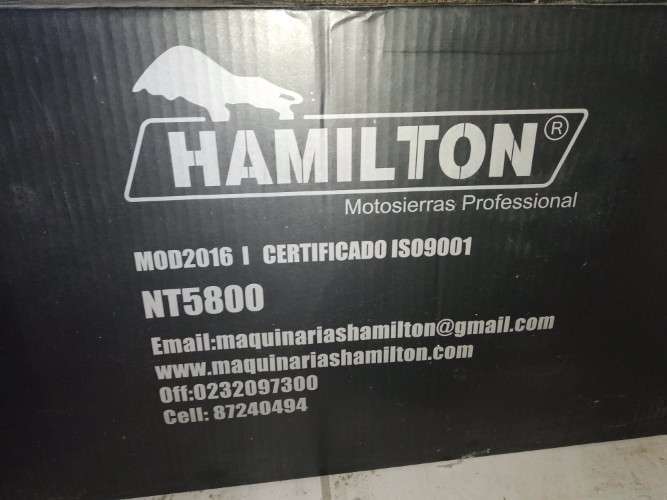 HAMILTON®
Motosierras Professional
MOD2016 I CERTIFICADO ISO9001
NT5800
Email:maquinariashamilton@gmail.com
www.maquinariashamilton.com
Off:0232097300
Cell: 87240494